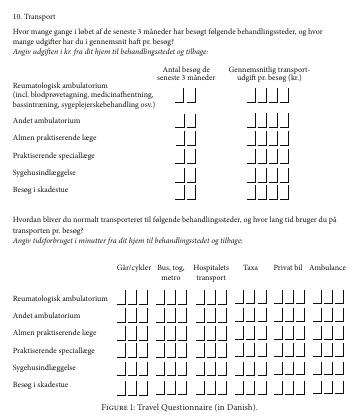 10. Transport
Hvor mange gange i løbet af de seneste 3 måneder har besøgt følgende behandlingssteder, og hvor
mange udgifter har du i gennemsnit haft pr. besøg?
Angiv udgiften i kr. fra dit hjem til behandlingsstedet og tilbage:
Antal besøg de
seneste 3 måneder
Gennemsnitlig transport-
udgift pr. besøg (kr.)
Reumatologisk ambulatorium
(incl. blodprøvetagning, medicinafhentning,
bassintræning, sygeplejerskebehandling osv.)
Andet ambulatorium
Almen praktiserende læge
Praktiserende speciallæge
Sygehusindlæggelse
Besøg i skadestue
Hvordan bliver du normalt transporteret til følgende behandlingssteder, og hvor lang tid bruger du på
transporten pr. besøg?
Angiv tidsforbruget i minutter fra dit hjem til behandlingsstedet og tilbage:
Går/cykler Bus, tog, Hospitalets Taxa Privat bil Ambulance
metro transport
Reumatologisk ambulatorium
Andet ambulatorium
Almen praktiserende læge
Praktiserende speciallæge
Sygehusindlæggelse
Besøg i skadestue
FIGURE 1: Travel Questionnaire (in Danish).